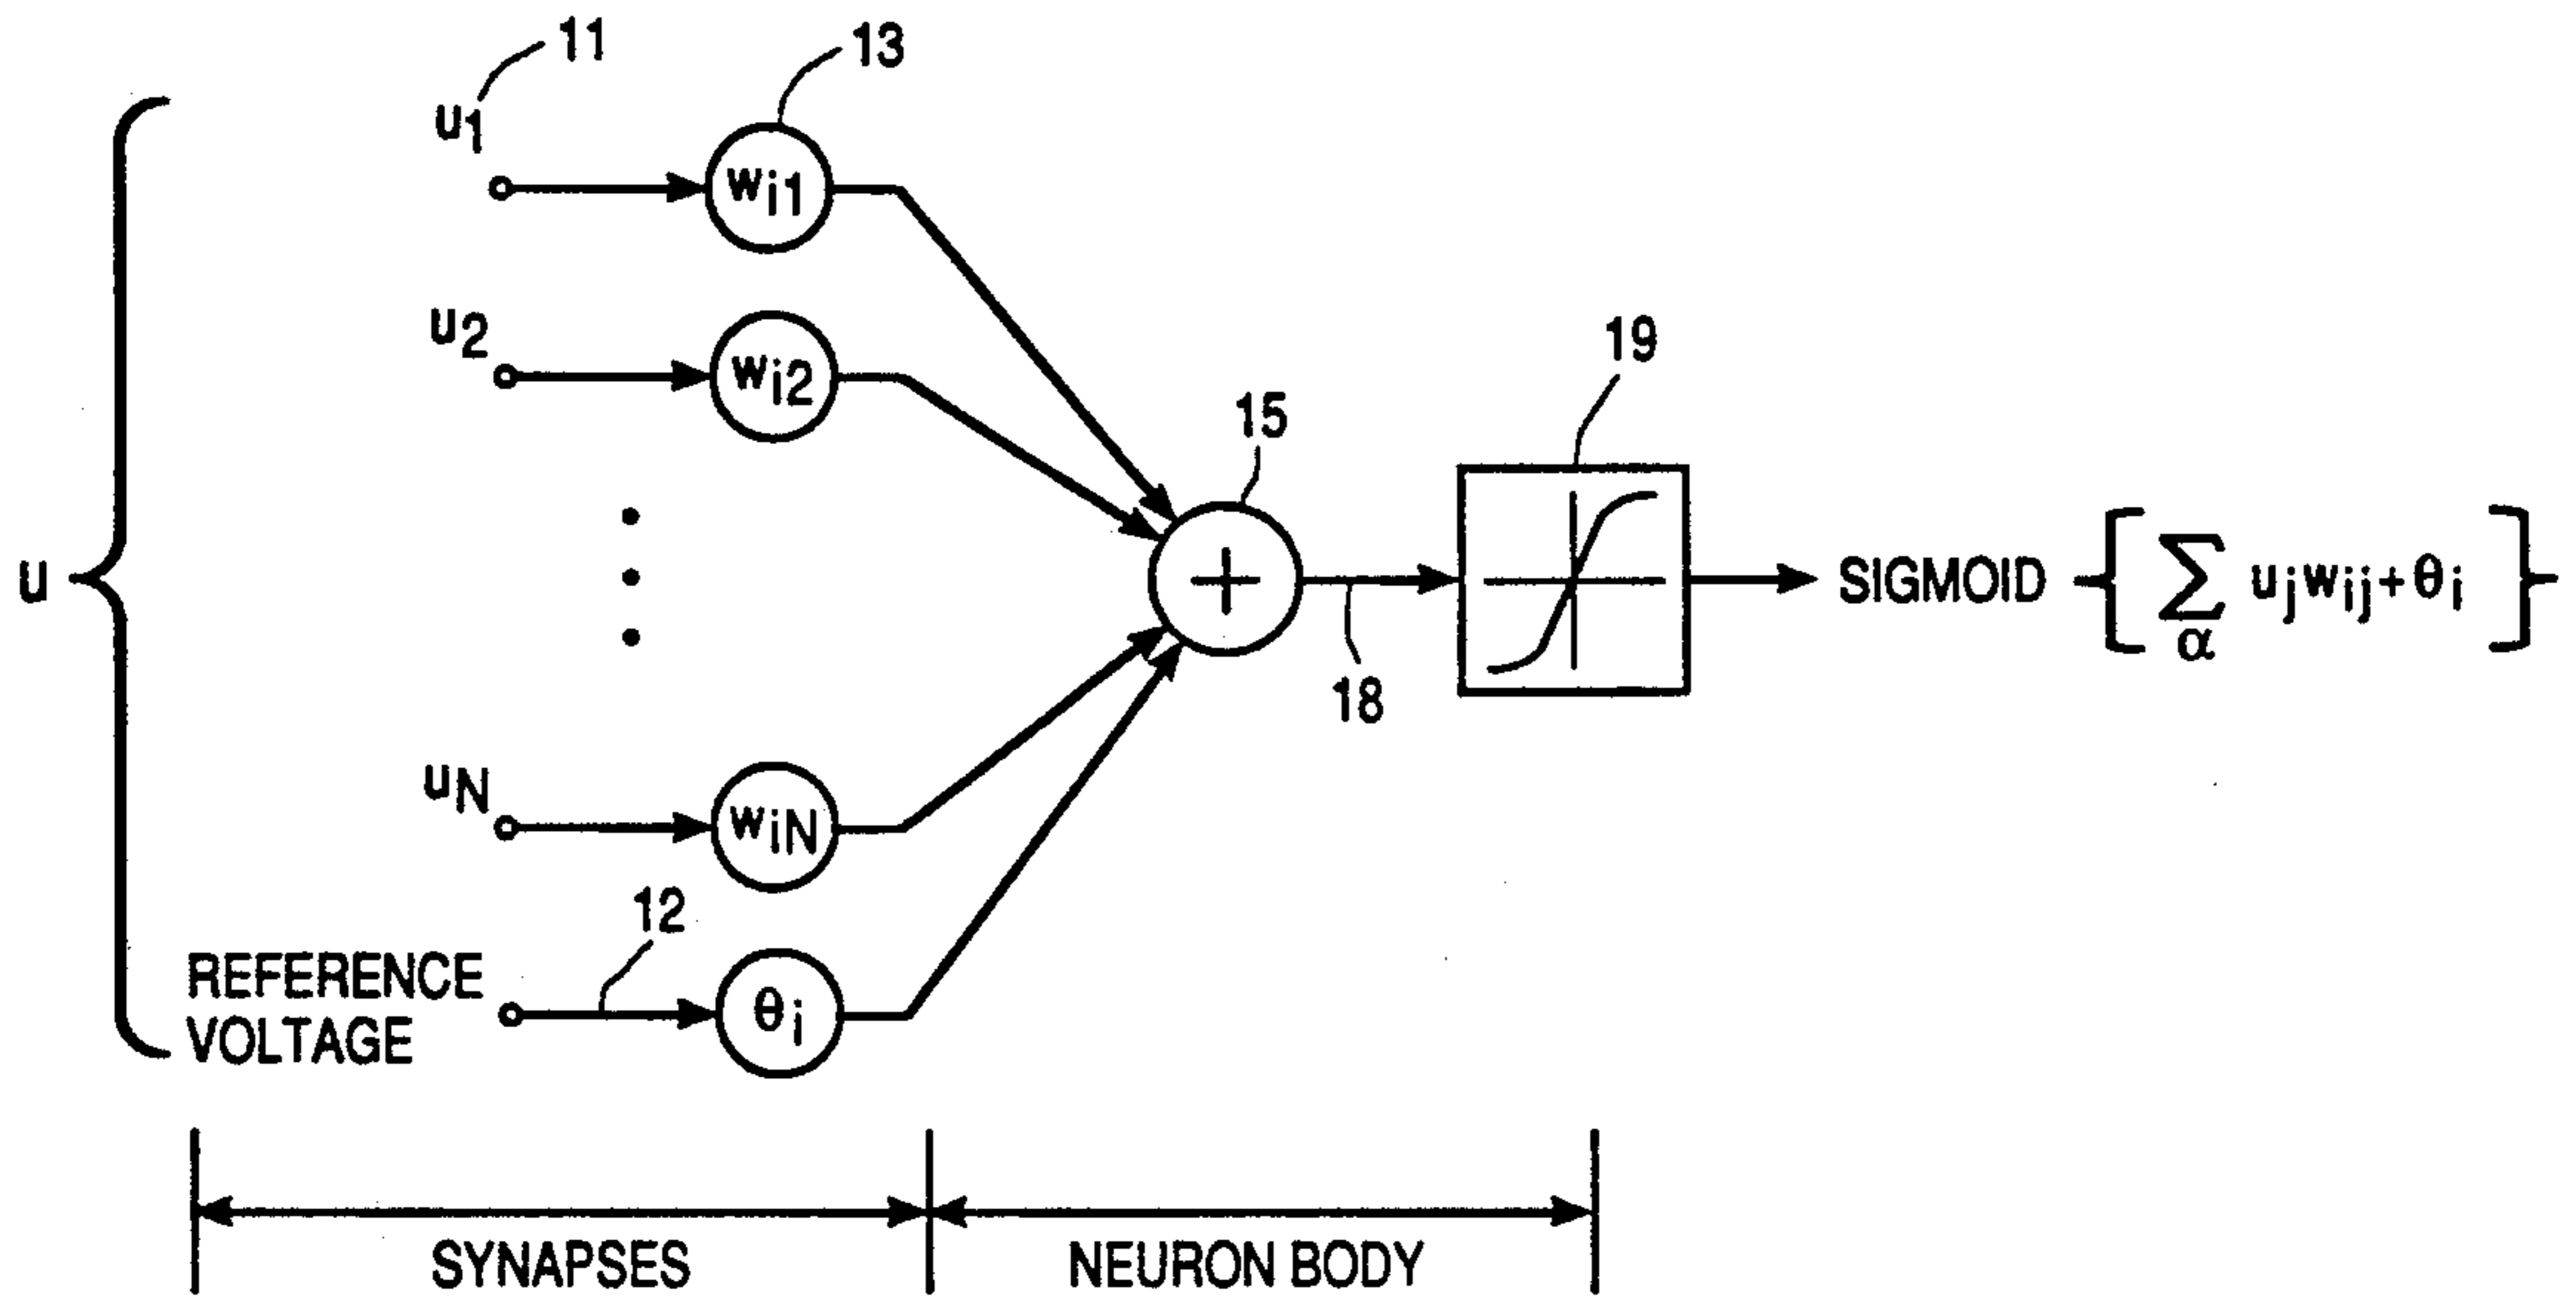 11
13
u1
wi1
u2
wi2
19
15
u
+
SIGMOID { ∑ α ujwij+θi }
18
uN
wiN
12
REFERENCE
VOLTAGE
θi
SYNAPSES
NEURON BODY